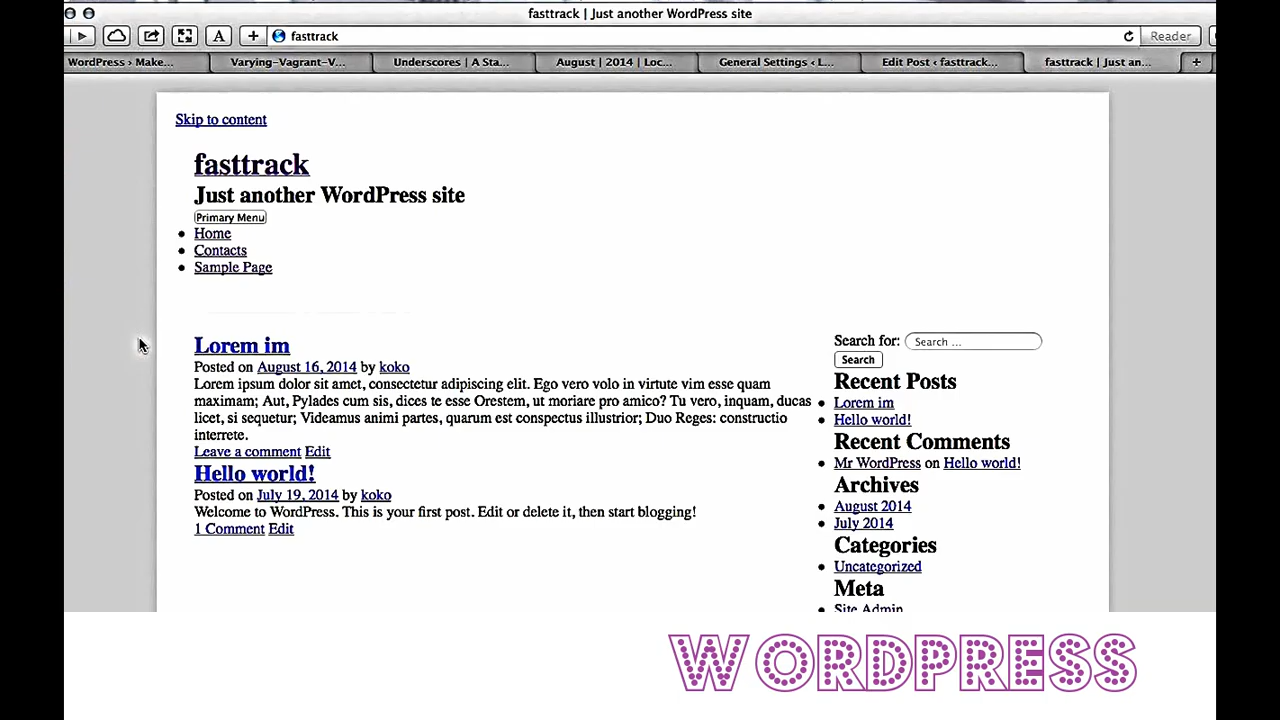 fasttrack | Just another WordPress site
fasttrack
Reader
WordPress › Make...
Varying-Vagrant-V...
Underscores | A Sta...
August | 2014 | Loc...
General Settings ‹ L...
Edit Post ‹ fasttrack...
fasttrack | Just an...
Skip to content
fasttrack
Just another WordPress site
Primary Menu
Home
Contacts
Sample Page
Lorem im
Posted on August 16, 2014 by koko
Lorem ipsum dolor sit amet, consectetur adipiscing elit. Ego vero volo in virtute vim esse quam
maximam; Aut, Pylades cum sis, dices te esse Orestem, ut moriare pro amico? Tu vero, inquam, ducas
licet, si sequetur; Videamus animi partes, quarum est conspectus illustrior; Duo Reges: constructio
interrete.
Leave a comment Edit
Hello world!
Posted on July 19, 2014 by koko
Welcome to WordPress. This is your first post. Edit or delete it, then start blogging!
1 Comment Edit
Search for: Search ...
Search
Recent Posts
Lorem im
Hello world!
Recent Comments
Mr WordPress on Hello world!
Archives
August 2014
July 2014
Categories
Uncategorized
Meta
Site Admin
WORDPRESS